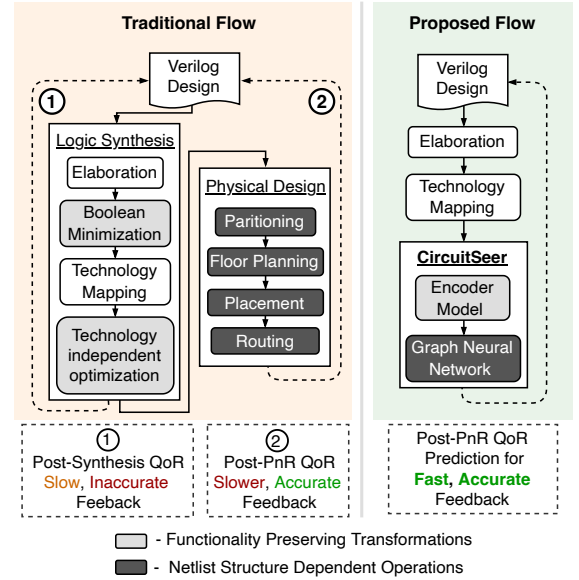 Traditional Flow
Verilog
Design
1
2
Logic Synthesis
Elaboration
Boolean
Minimization
Technology
Mapping
Technology
independent
optimization
Physical Design
Paritioning
Floor Planning
Placement
Routing
1
Post-Synthesis QoR
Slow, Inaccurate
Feeback
2
Post-PnR QoR
Slower, Accurate
Feedback
Proposed Flow
Verilog
Design
Elaboration
Technology
Mapping
CircuitSeer
Encoder
Model
Graph Neural
Network
Post-PnR QoR
Prediction for
Fast, Accurate
Feedback
- Functionality Preserving Transformations
- Netlist Structure Dependent Operations